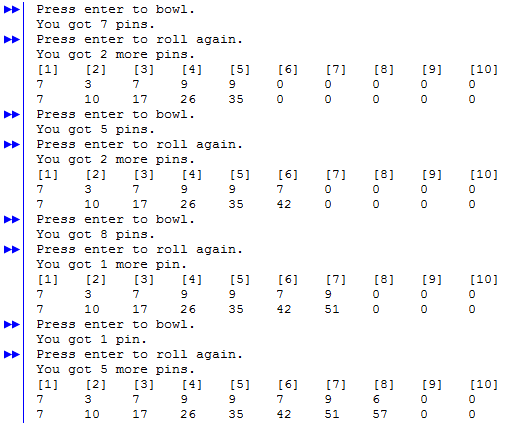 Press enter to bowl.
You got 7 pins.
Press enter to roll again.
You got 2 more pins.
[1] [2] [3] [4] [5] [6] [7] [8] [9] [10]
7 3 7 9 9 0 0 0 0 0
7 10 17 26 35 0 0 0 0 0
Press enter to bowl.
You got 5 pins.
Press enter to roll again.
You got 2 more pins.
[1] [2] [3] [4] [5] [6] [7] [8] [9] [10]
7 3 7 9 9 7 0 0 0 0
7 10 17 26 35 42 0 0 0 0
Press enter to bowl.
You got 8 pins.
Press enter to roll again.
You got 1 more pin.
[1] [2] [3] [4] [5] [6] [7] [8] [9] [10]
7 3 7 9 9 7 9 0 0 0
7 10 17 26 35 42 51 0 0 0
Press enter to bowl.
You got 1 pin.
Press enter to roll again.
You got 5 more pins.
[1] [2] [3] [4] [5] [6] [7] [8] [9] [10]
7 3 7 9 9 7 9 6 0 0
7 10 17 26 35 42 51 57 0 0